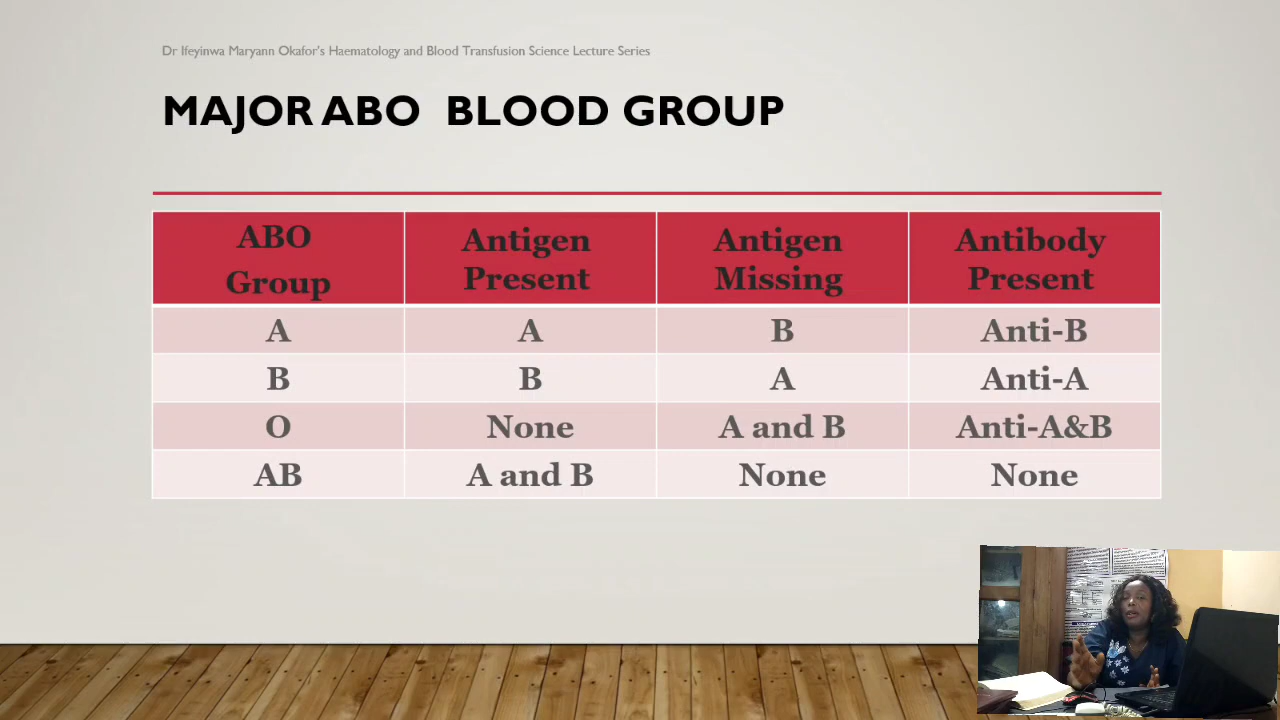 Dr Ifeyinwa Maryann Okafor's Haematology and Blood Transfusion Science Lecture Series
MAJOR ABO BLOOD GROUP
ABO Group Antigen Present Antigen Missing Antibody Present
A A B Anti-B
B B A Anti-A
O None A and B Anti-A&B
AB A and B None None